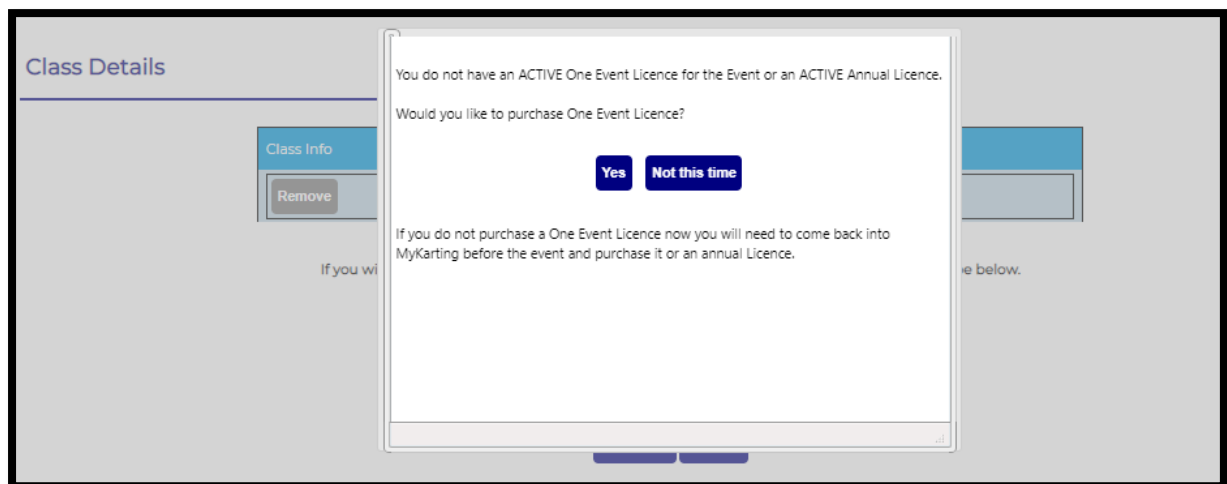 Class Details
You do not have an ACTIVE One Event Licence for the Event or an ACTIVE Annual Licence.
Would you like to purchase One Event Licence?
Class Info
Yes Not this time
Remove
If you do not purchase a One Event Licence now you will need to come back into
MyKarting before the event and purchase it or an annual Licence.
If you below.